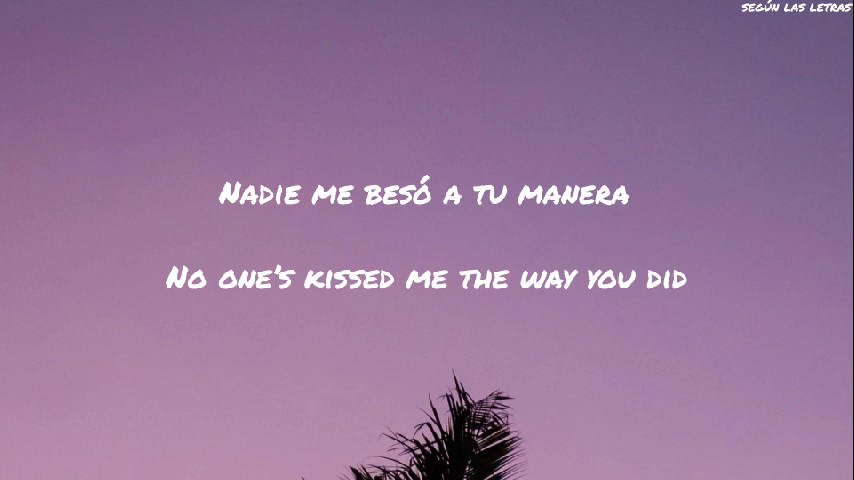 SEGÚN LAS LETRAS
NADIE ME BESÓ A TU MANERA
NO ONE'S KISSED ME THE WAY YOU DID